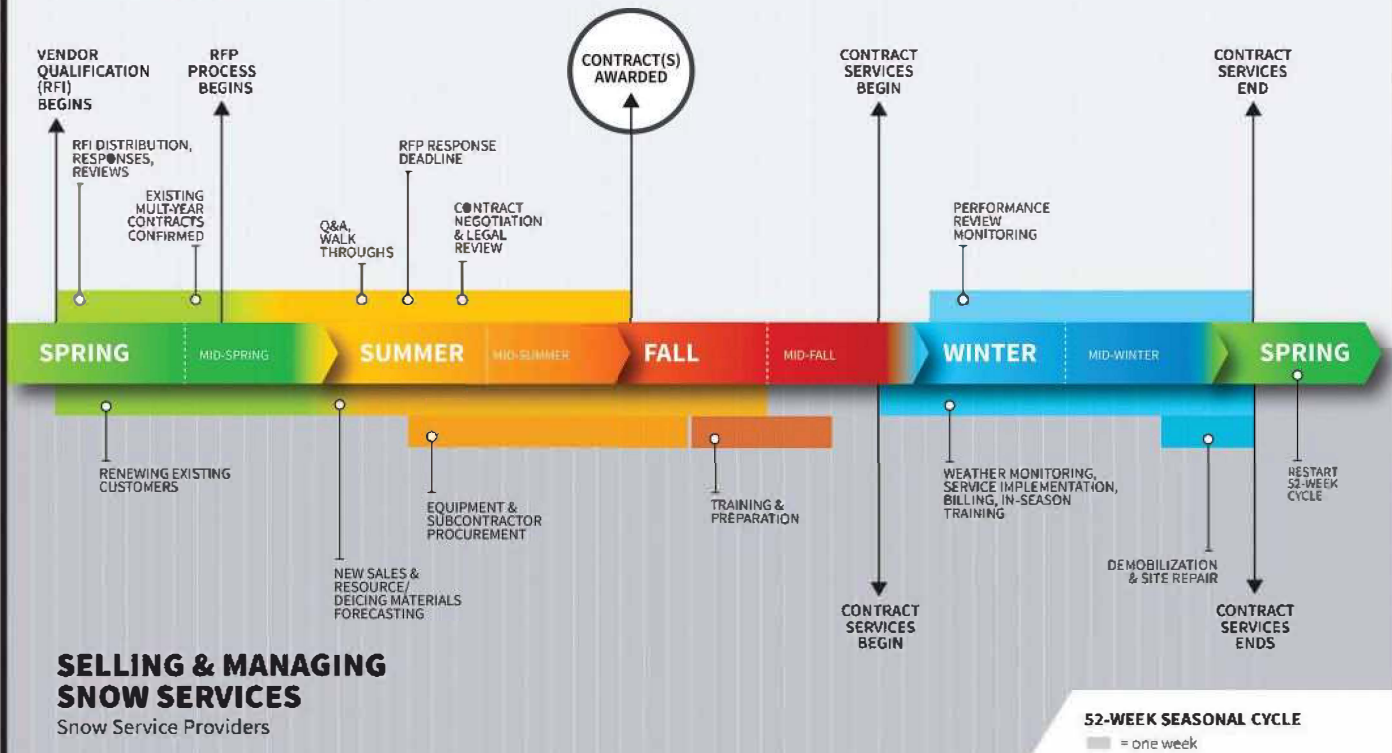 VENDOR
QUALIFICATION
(RFI)
BEGINS
RFP
PROCESS
BEGINS
CONTRACT(S)
AWARDED
CONTRACT
SERVICES
BEGIN
CONTRACT
SERVICES
END
RFI DISTRIBUTION,
RESPONSES,
REVIEWS
EXISTING
MULT-YEAR
CONTRACTS
CONFIRMED
Q&A,
WALK
THROUGHS
RFP RESPONSE
DEADLINE
CONTRACT
NEGOTIATION
& LEGAL
REVIEW
PERFORMANCE
REVIEW
MONITORING
SPRING
MID-SPRING
SUMMER
MID-SUMMER
FALL
MID-FALL
WINTER
MID-WINTER
SPRING
RENEWING EXISTING
CUSTOMERS
NEW SALES &
RESOURCE/
DEICING MATERIALS
FORECASTING
EQUIPMENT &
SUBCONTRACTOR
PROCUREMENT
TRAINING &
PREPARATION
CONTRACT
SERVICES
BEGIN
WEATHER MONITORING,
SERVICE IMPLEMENTATION,
BILLING, IN-SEASON
TRAINING
DEMOBILIZATION
& SITE REPAIR
CONTRACT
SERVICES
ENDS
RESTART
52-WEEK
CYCLE
SELLING & MANAGING
SNOW SERVICES
Snow Service Providers
52-WEEK SEASONAL CYCLE
= one week